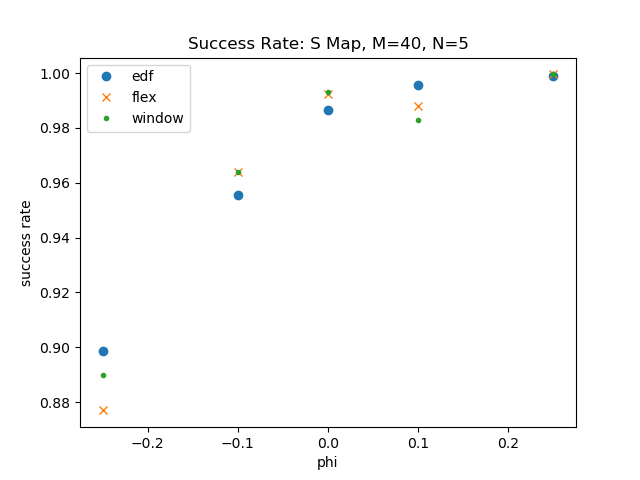 Success Rate: S Map, M=40, N=5
edf
flex
window
success rate
1.00
0.98
0.96
0.94
0.92
0.90
0.88
−0.2
−0.1
0.0
0.1
0.2
phi